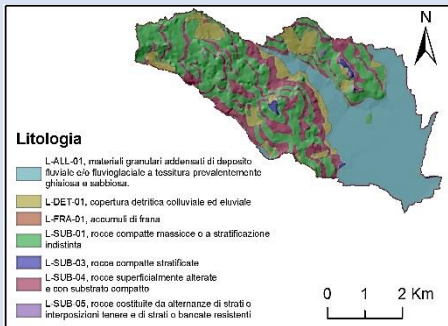 N
Litologia
L-ALL-01, materiali granulari addensati di deposito
fluviale e/o fluvioglaciale a tessitura prevalentemente
ghiaiosa e sabbiosa.
L-DET-01, copertura detritica colluviale ed eluviale
L-FRA-01, accumuli di frana
L-SUB-01, rocce compatte massicce o a stratificazione
indistinta
L-SUB-03, rocce compatte stratificate
L-SUB-04, rocce superficialmente alterate
e con substrato compatto
L-SUB-05, rocce costituite da alternanze di strati o
interposizioni tenere e di strati o bancate resistenti
0 1 2 Km